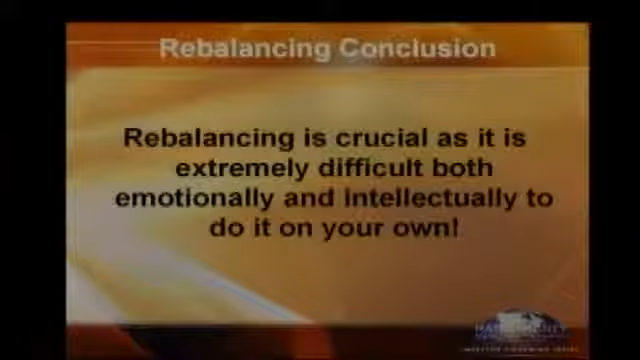 Rebalancing Conclusion
Rebalancing is crucial as it is
extremely difficult both
emotionally and intellectually to
do it on your own!